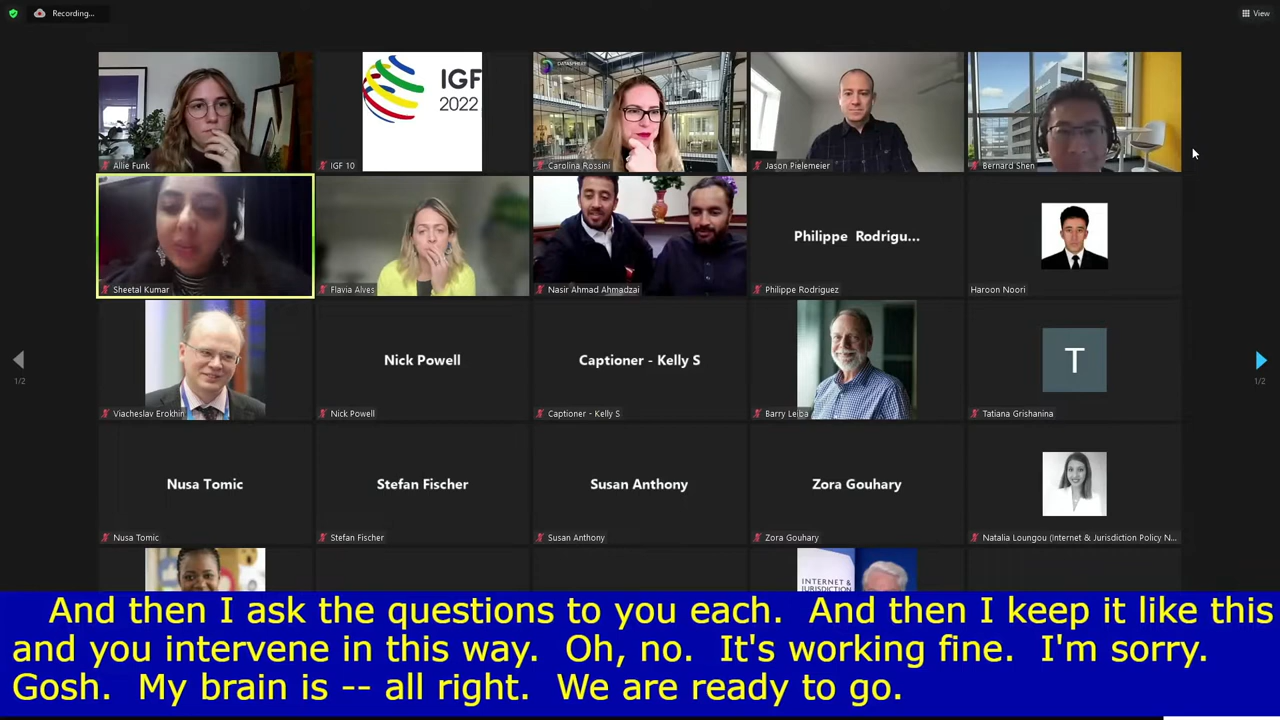 Recording...
View
DATASPHERE
IGF
2022
Allie Funk
IGF 10
Carolina Rossini
Jason Pielemeier
Bernard Shen
Philippe Rodrigu...
Sheetal Kumar
Flavia Alves
Nasir Ahmad Ahmadzai
Philippe Rodriguez
Haroon Noori
Nick Powell
Captioner - Kelly S
T
1/2
1/2
Viacheslav Erokhin
Nick Powell
Captioner - Kelly S
Barry Leiba
Tatiana Grishanina
Nusa Tomic
Stefan Fischer
Susan Anthony
Zora Gouhary
Nusa Tomic
Stefan Fischer
Susan Anthony
Zora Gouhary
Natalia Loungou (Internet & Jurisdiction Policy N...
INTERNET &
JURISDICTION
And then I ask the questions to you each. And then I keep it like this
and you intervene in this way. Oh, no. It's working fine. I'm sorry.
Gosh. My brain is -- all right. We are ready to go.